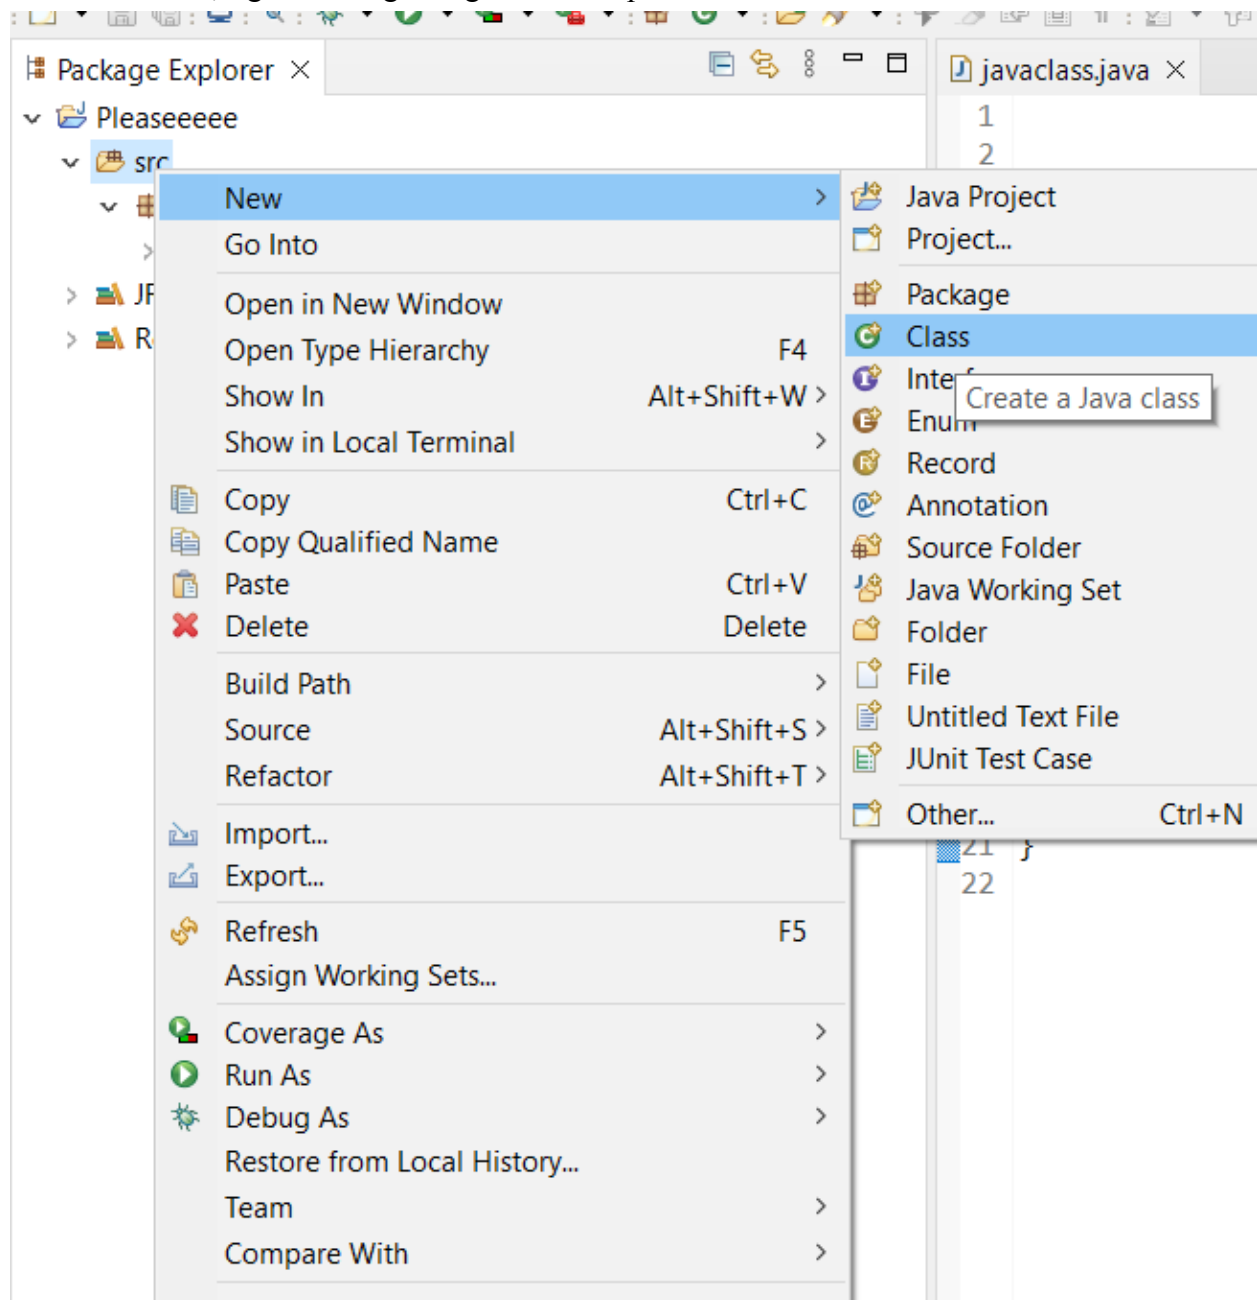 Package Explorer
javaclass.java
Pleaseeeee
1
src
2
New
Go Into
Open in New Window
Open Type Hierarchy F4
Show In Alt+Shift+W
Show in Local Terminal
Copy Ctrl+C
Copy Qualified Name
Paste Ctrl+V
Delete Delete
Build Path
Source Alt+Shift+S
Refactor Alt+Shift+T
Import...
Export...
Refresh F5
Assign Working Sets...
Coverage As
Run As
Debug As
Restore from Local History...
Team
Compare With
Java Project
Project...
Package
Class
Create a Java class
Enum
Record
Annotation
Source Folder
Java Working Set
Folder
File
Untitled Text File
JUnit Test Case
Other... Ctrl+N
21 }
22